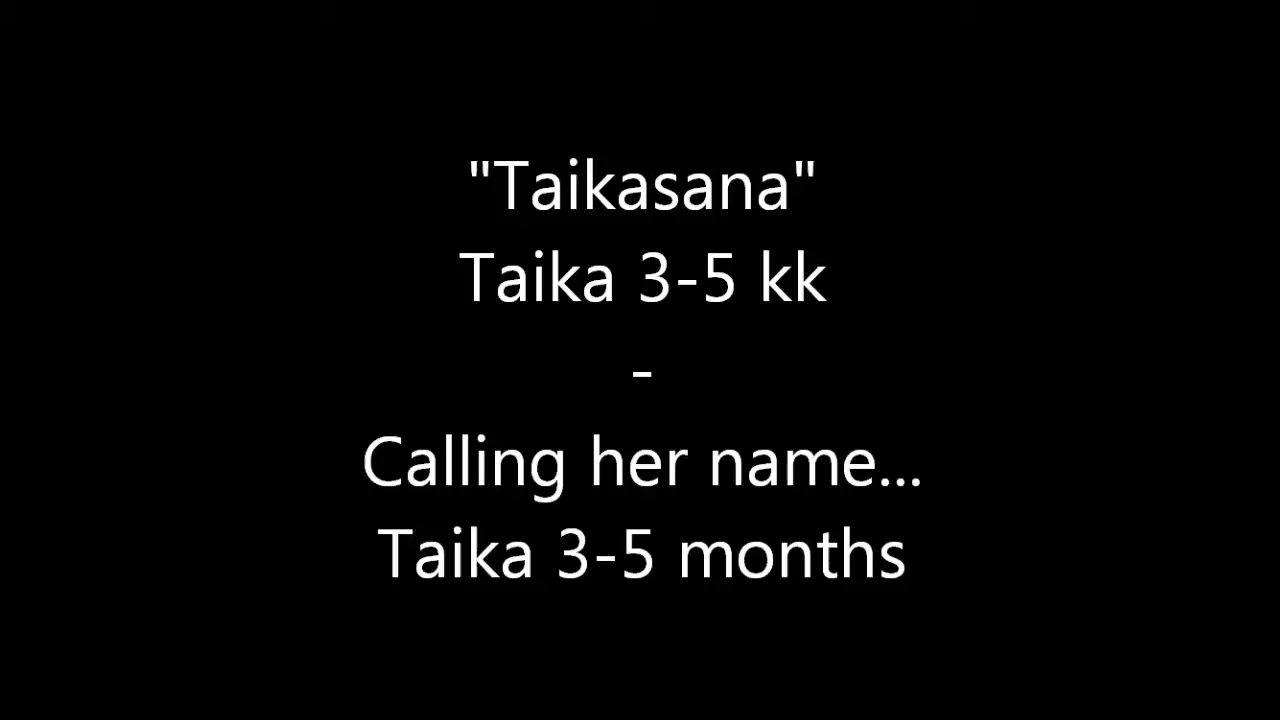 "Taikasana"
Taika 3-5 kk
-
Calling her name...
Taika 3-5 months